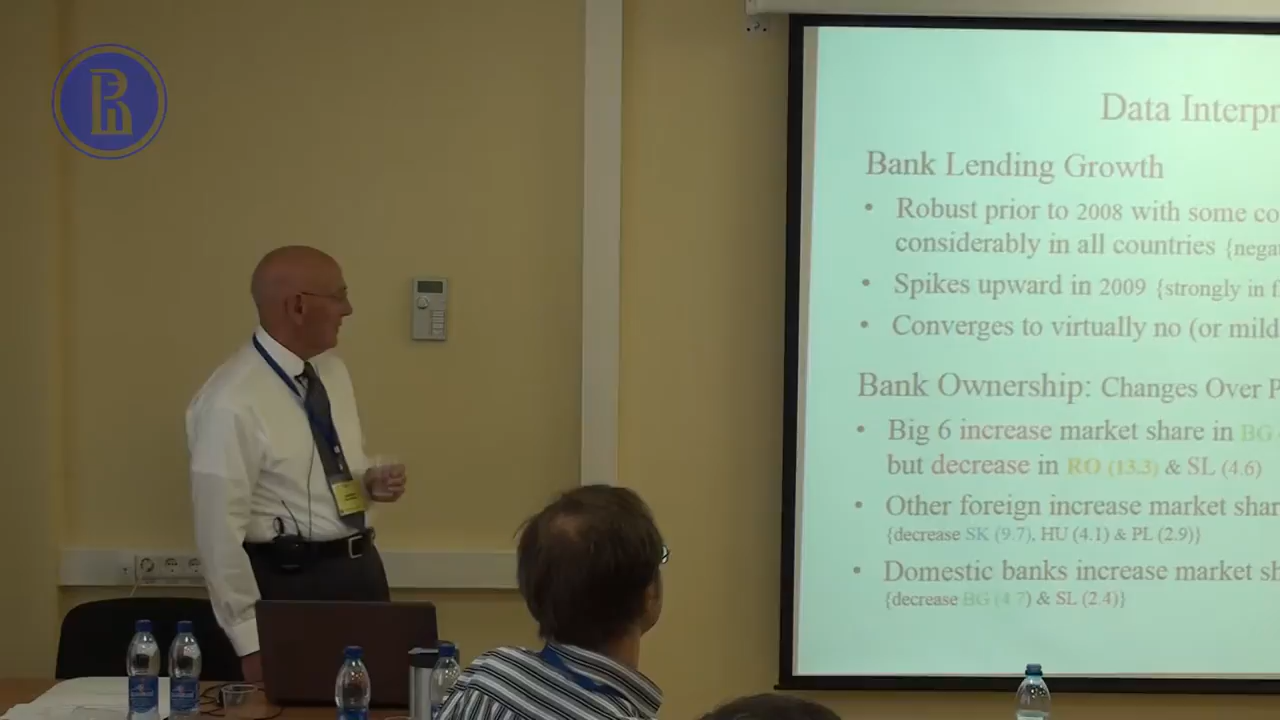 Data Interpr
Bank Lending Growth
• Robust prior to 2008 with some co
considerably in all countries {nega
• Spikes upward in 2009 {strongly in f
• Converges to virtually no (or mild
Bank Ownership: Changes Over P
• Big 6 increase market share in BG
but decrease in RO (13.3) & SL (4.6)
• Other foreign increase market shar
{decrease SK (9.7), HU (4.1) & PL (2.9)}
• Domestic banks increase market sh
{decrease BG (4.7) & SL (2.4)}